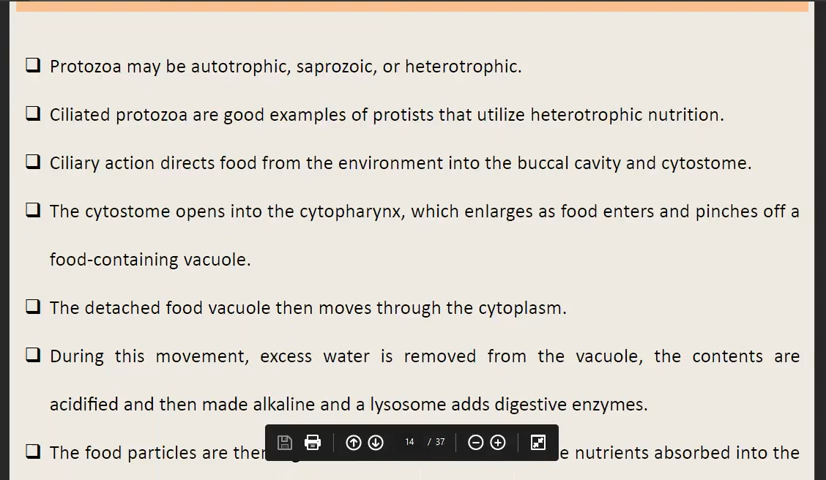 ❑ Protozoa may be autotrophic, saprozoic, or heterotrophic.
❑ Ciliated protozoa are good examples of protists that utilize heterotrophic nutrition.
❑ Ciliary action directs food from the environment into the buccal cavity and cytostome.
❑ The cytostome opens into the cytopharynx, which enlarges as food enters and pinches off a
food-containing vacuole.
❑ The detached food vacuole then moves through the cytoplasm.
❑ During this movement, excess water is removed from the vacuole, the contents are
acidified and then made alkaline and a lysosome adds digestive enzymes.
14 / 37
❑ The food particles are nutrients absorbed into the